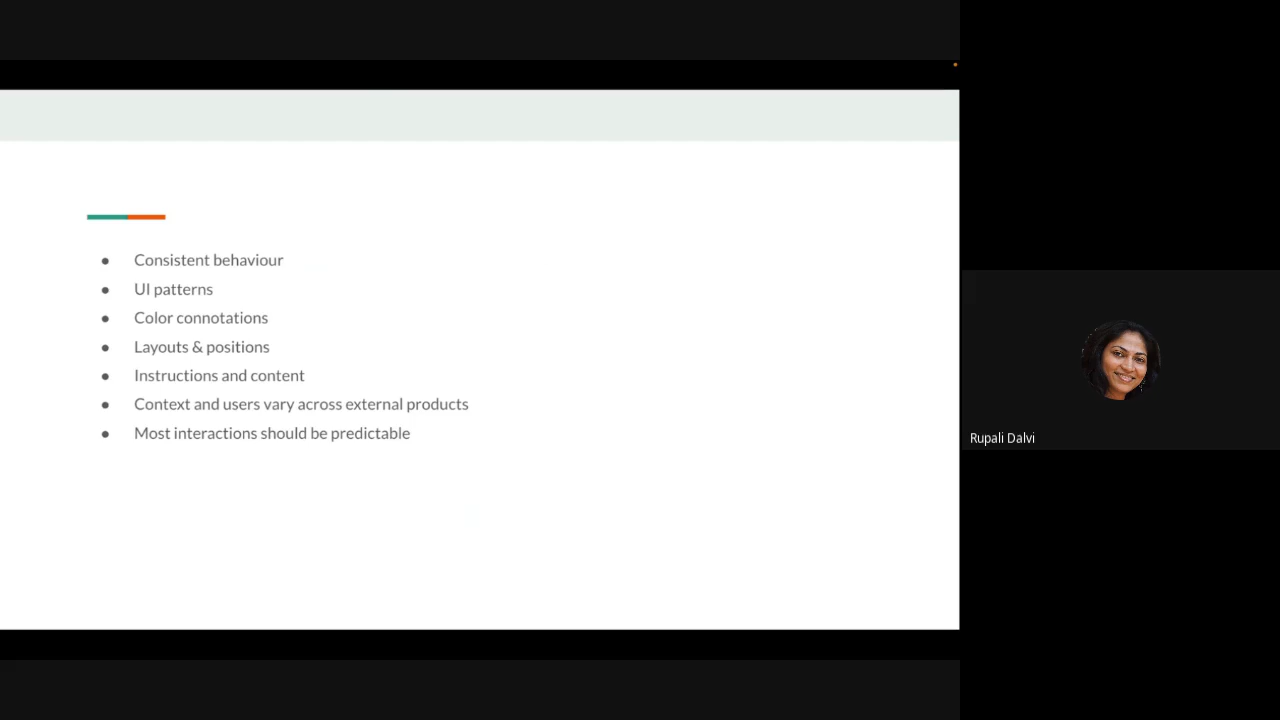 ● Consistent behaviour
● UI patterns
● Color connotations
● Layouts & positions
● Instructions and content
● Context and users vary across external products
● Most interactions should be predictable
Rupali Dalvi